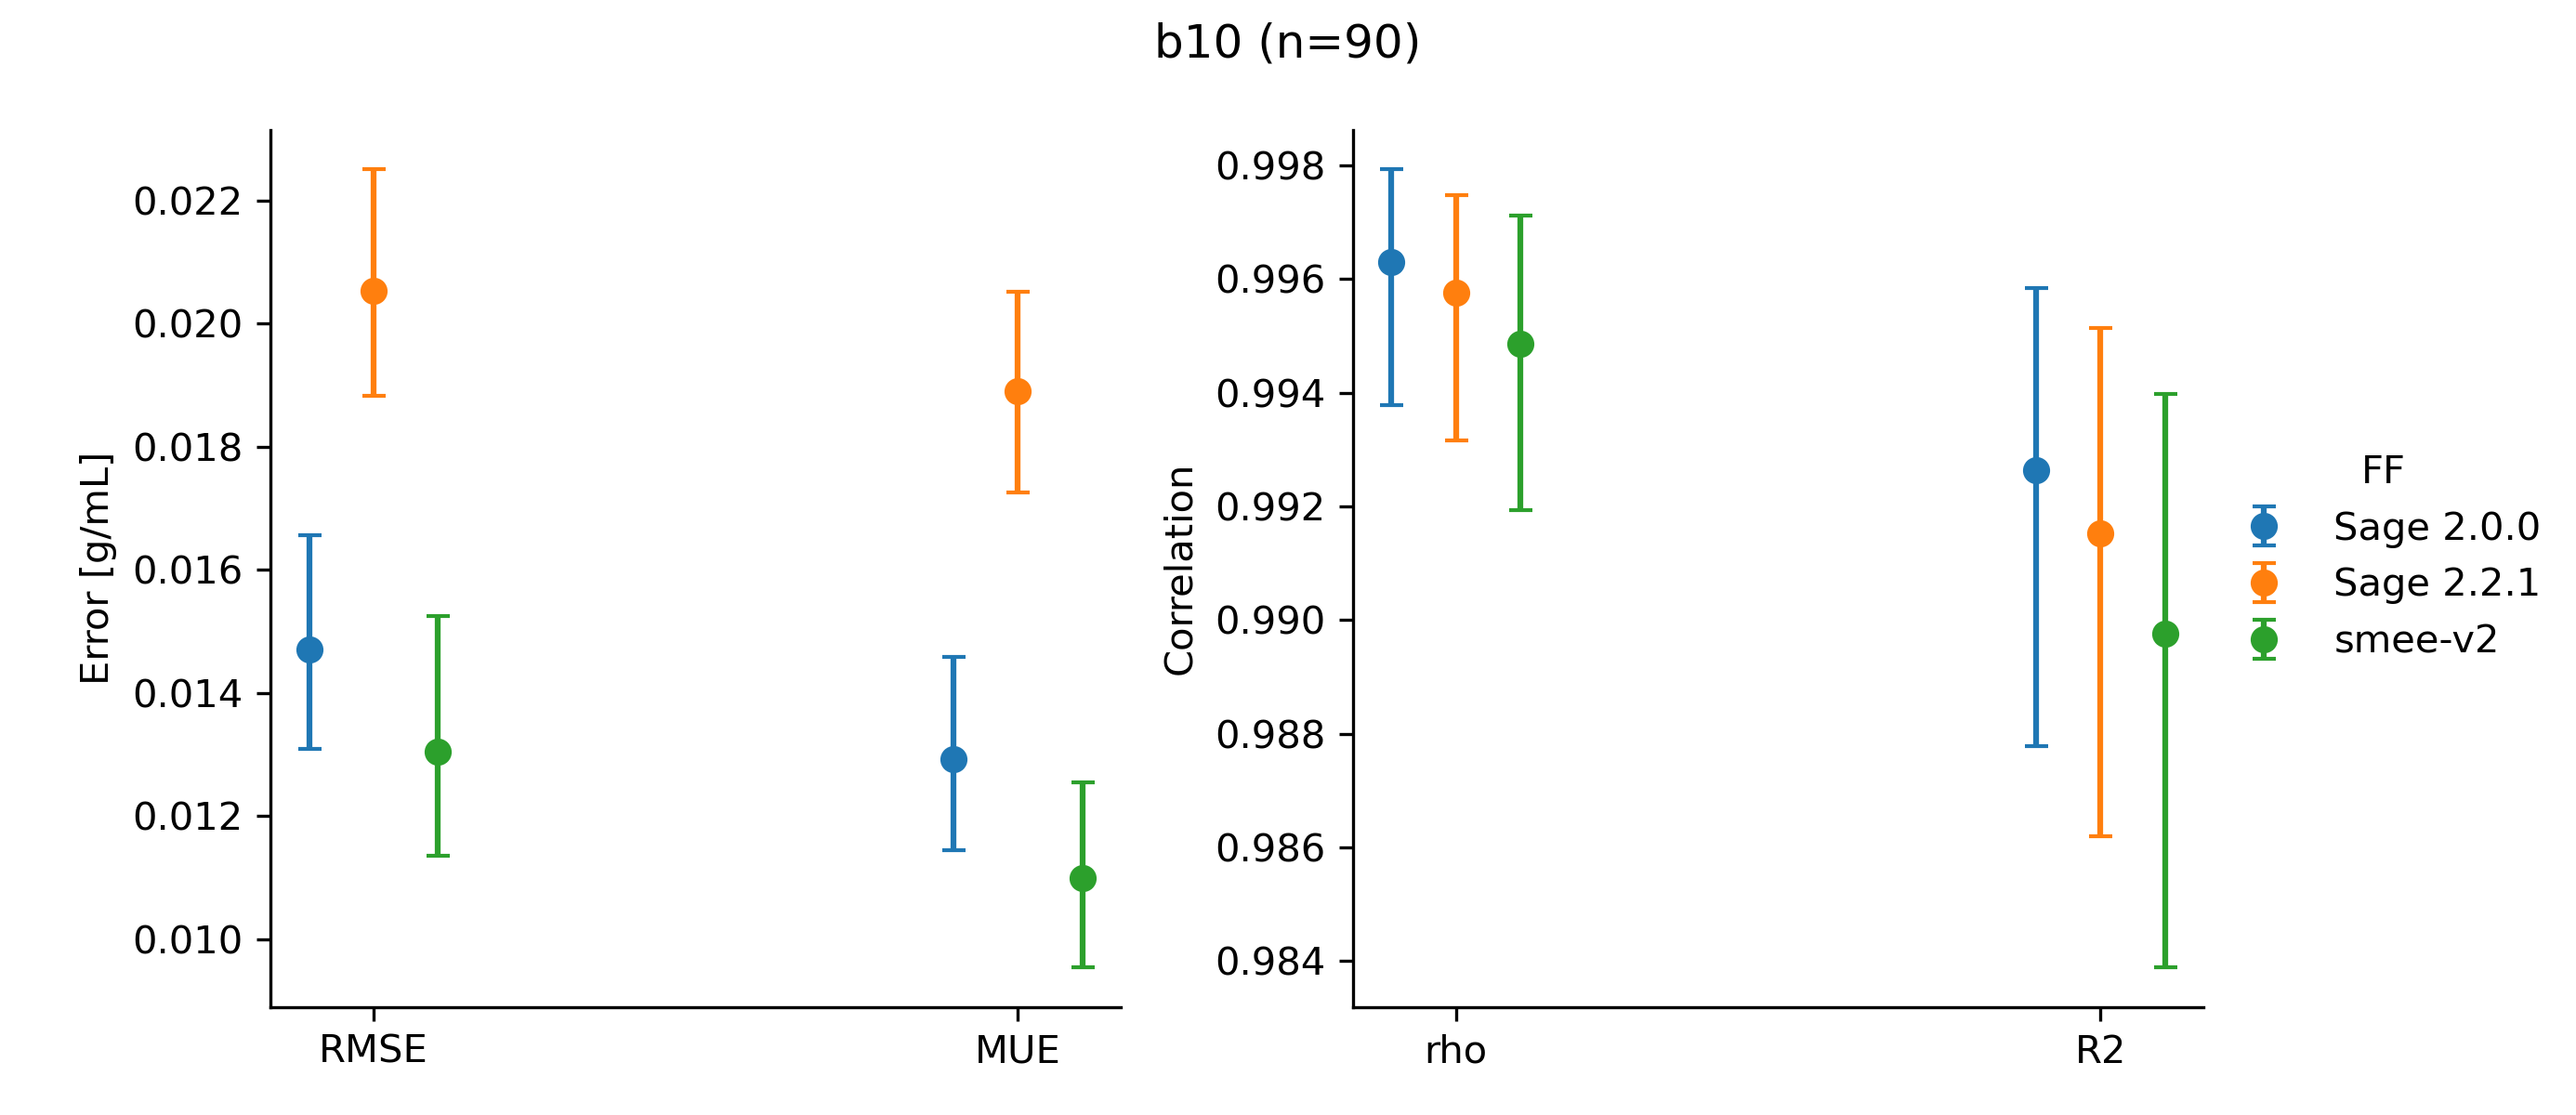 b10 (n=90)
Error [g/mL]
0.022
0.020
0.018
0.016
0.014
0.012
0.010
RMSE
MUE
Correlation
0.998
0.996
0.994
0.992
0.990
0.988
0.986
0.984
rho
R2
FF
Sage 2.0.0
Sage 2.2.1
smee-v2